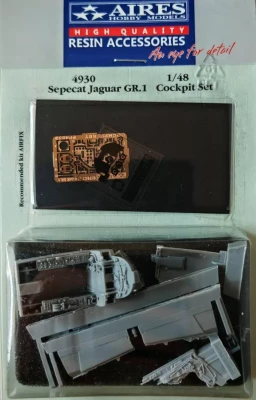 AIRES
HOBBY MODELS
HIGH QUALITY
RESIN ACCESSORIES
An eye for detail
4930 1/48
Sepecat Jaguar GR.1 Cockpit Set
Recommended kit AIRFIX